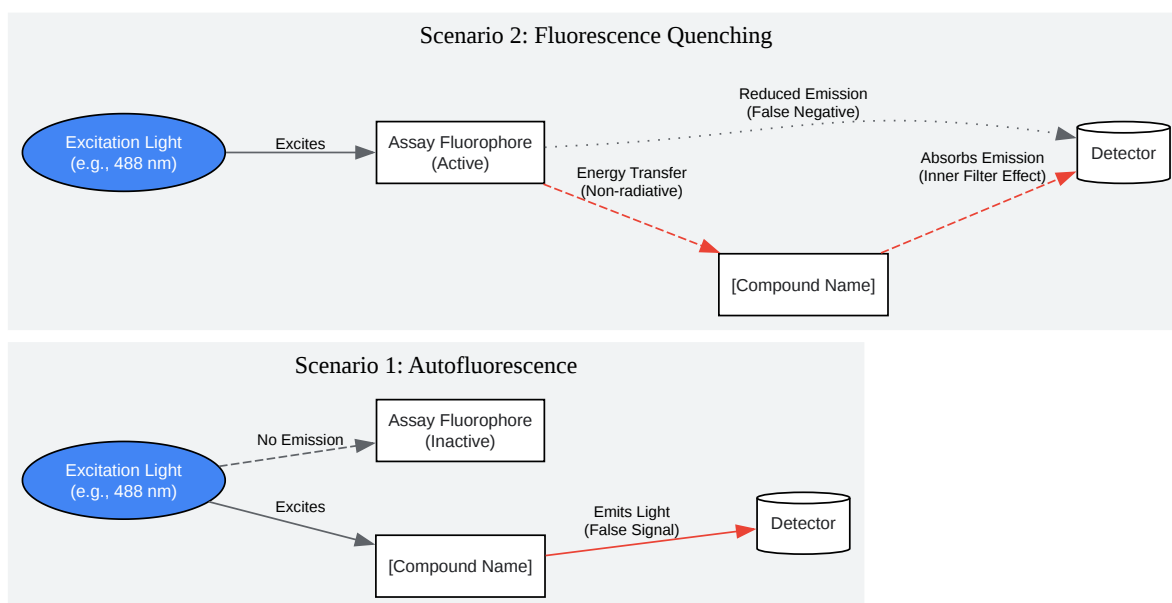 Scenario 2: Fluorescence Quenching
Excitation Light
(e.g., 488 nm)
Excites
Assay Fluorophore
(Active)
Reduced Emission
(False Negative)
Energy Transfer
(Non-radiative)
Absorbs Emission
(Inner Filter Effect)
Detector
[Compound Name]
Scenario 1: Autofluorescence
Excitation Light
(e.g., 488 nm)
No Emission
Assay Fluorophore
(Inactive)
Excites
[Compound Name]
Emits Light
(False Signal)
Detector